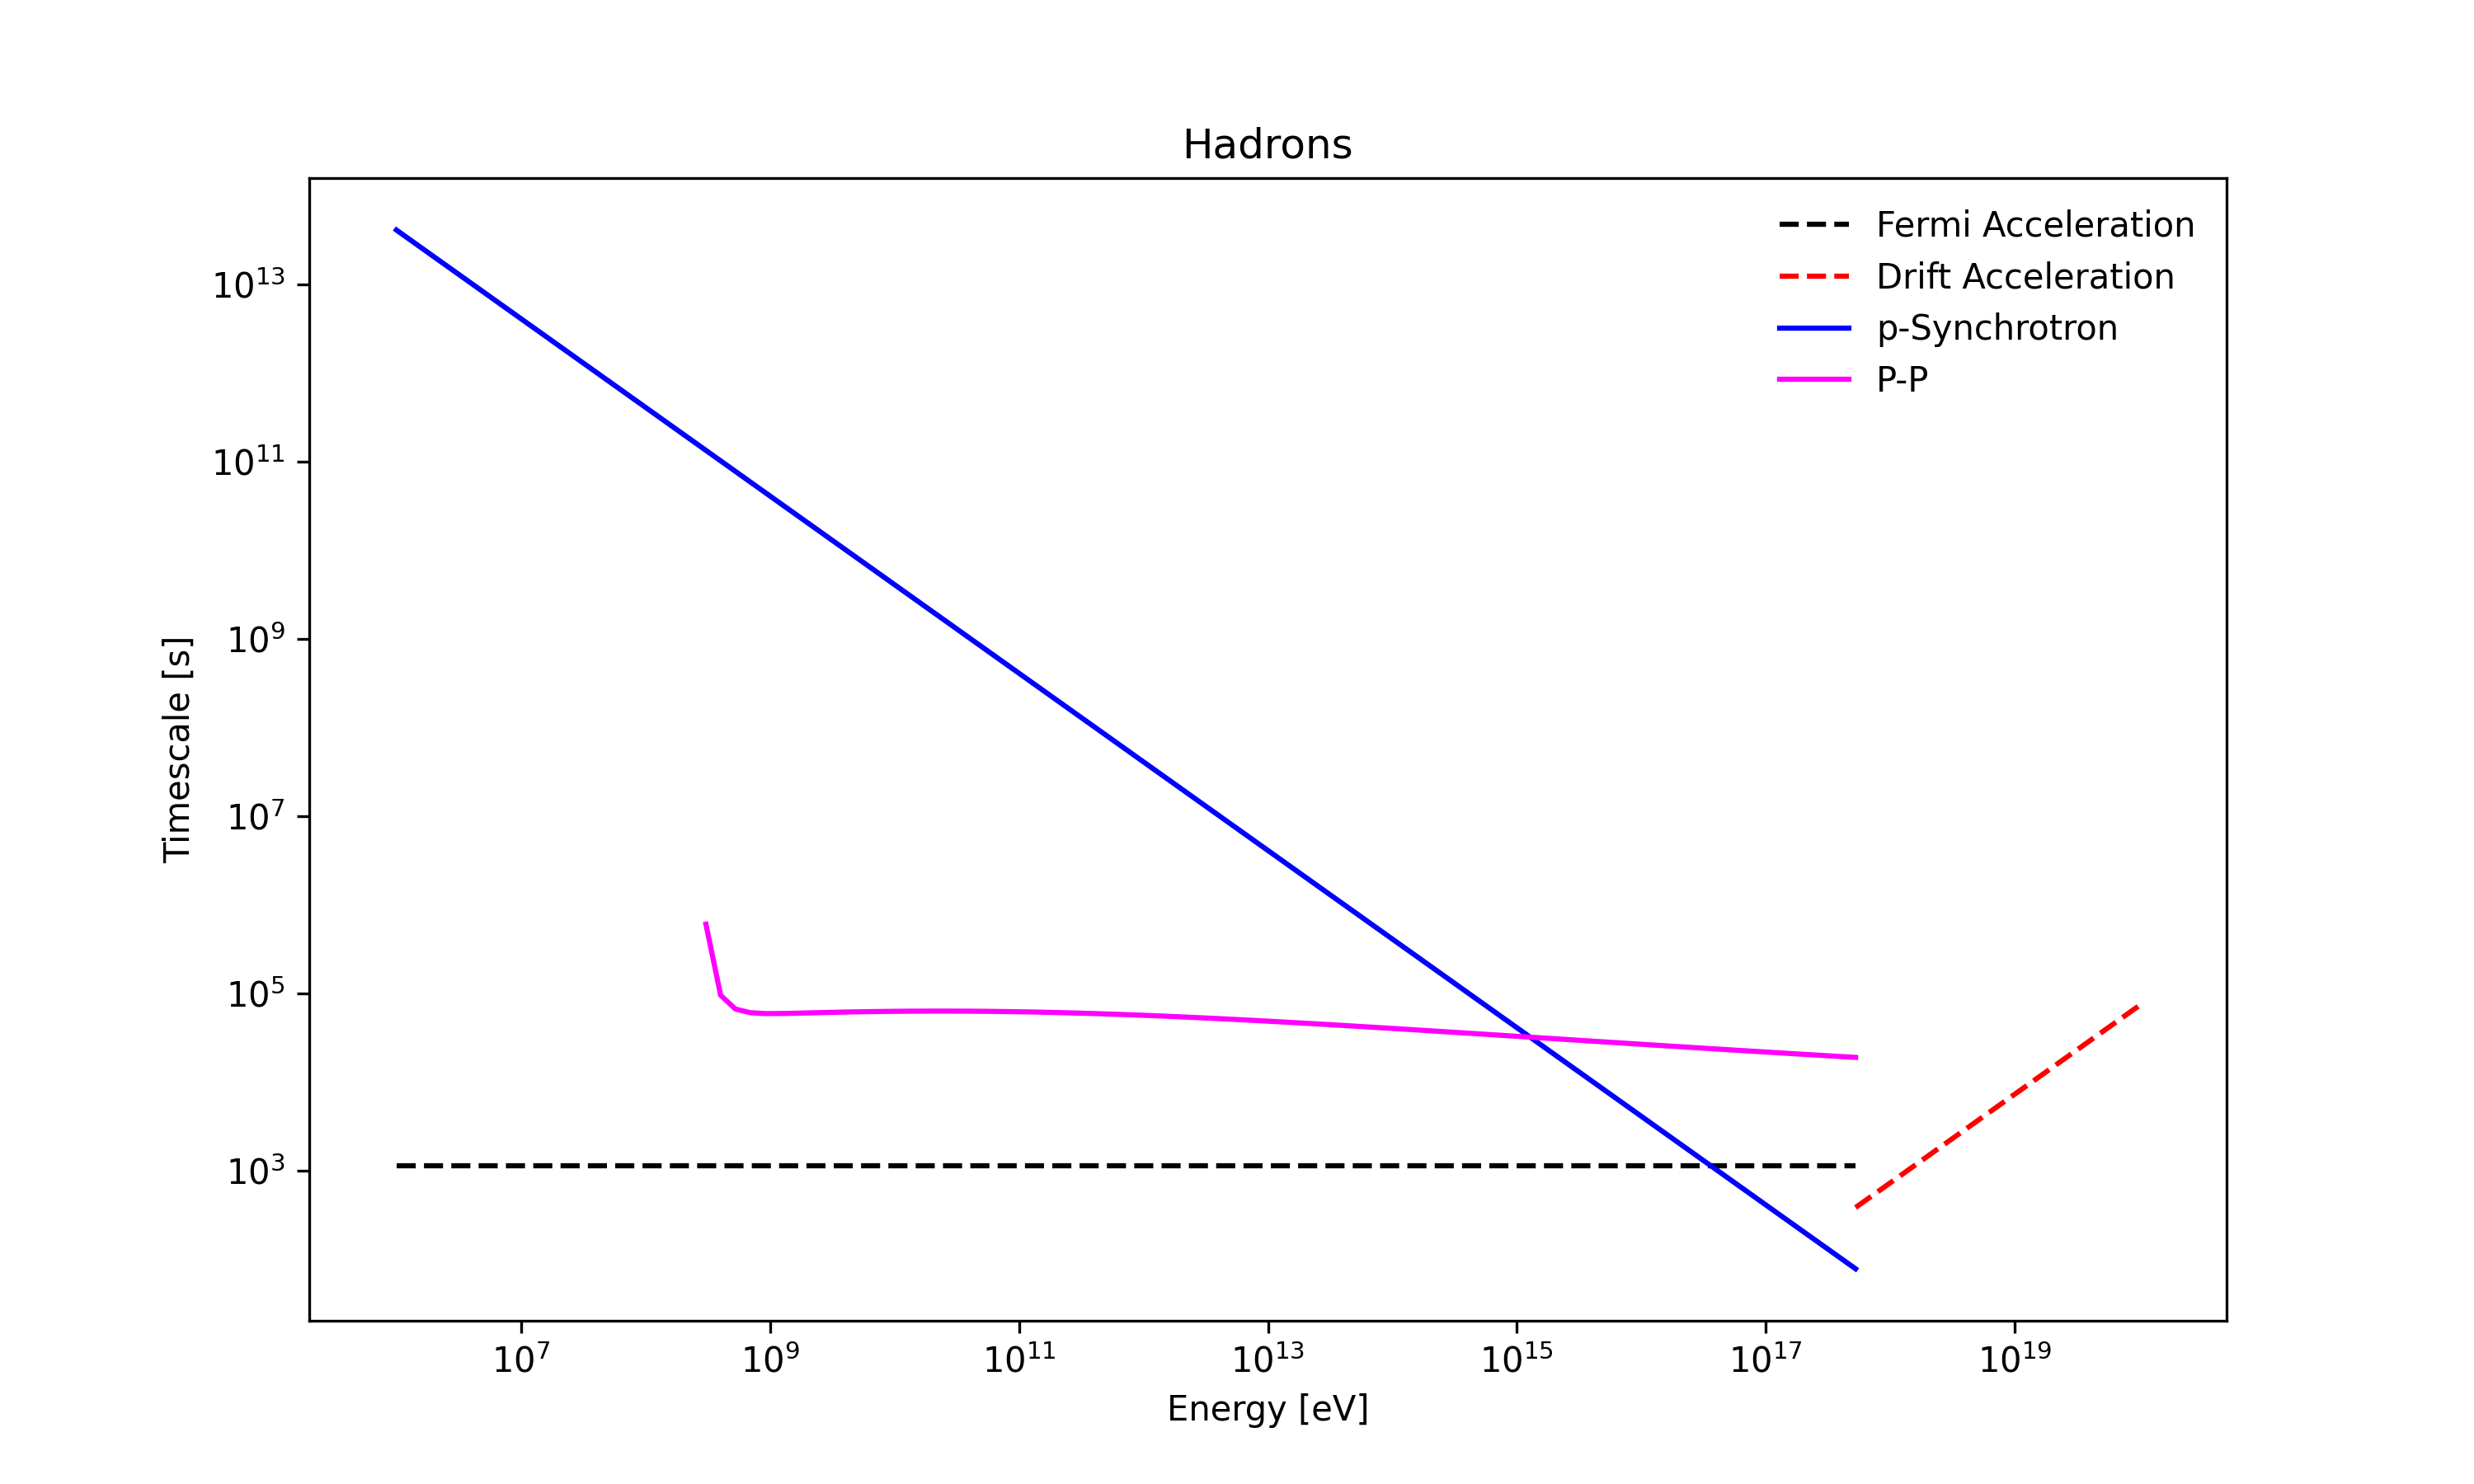 Hadrons
Fermi Acceleration
Drift Acceleration
p-Synchrotron
P-P
Timescale [s]
10¹³
10¹¹
10⁹
10⁷
10⁵
10³
10⁷ 10⁹ 10¹¹ 10¹³ 10¹⁵ 10¹⁷ 10¹⁹
Energy [eV]